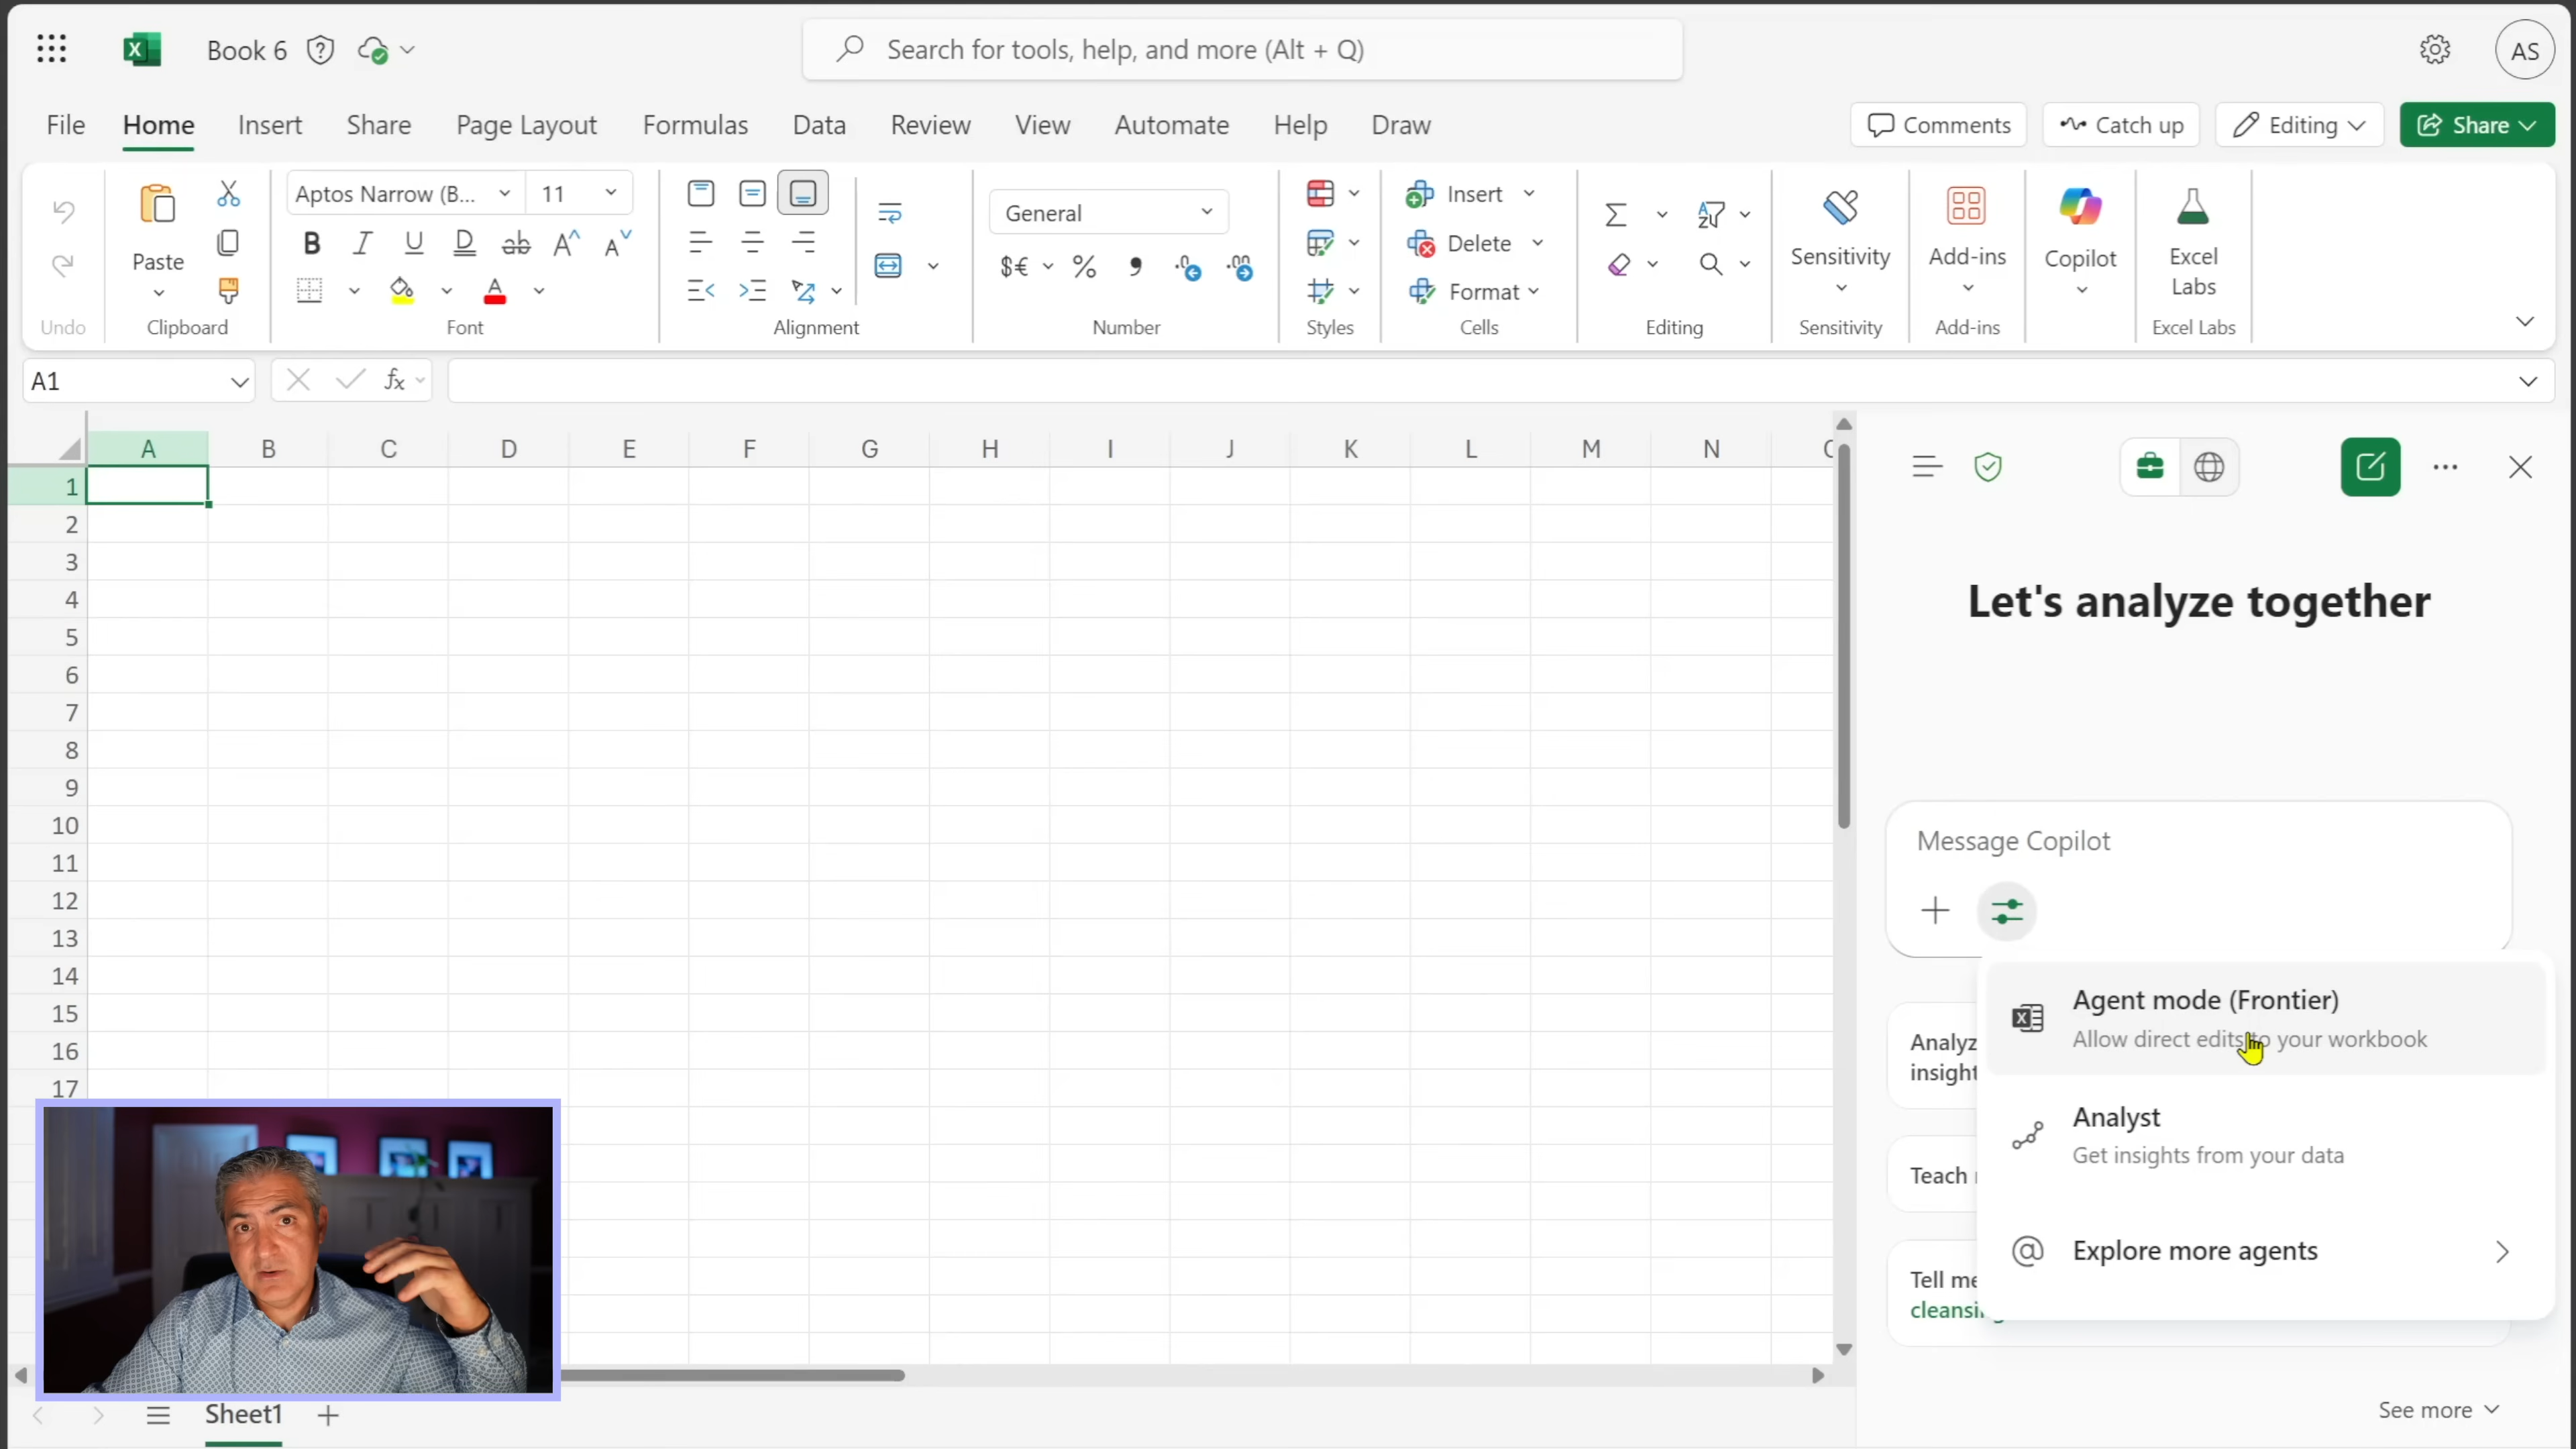 Book 6
Search for tools, help, and more (Alt + Q)
AS
File
Home
Insert
Share
Page Layout
Formulas
Data
Review
View
Automate
Help
Draw
Comments
Catch up
Editing
Share
Paste
Undo
Clipboard
Aptos Narrow (B...
11
Font
Alignment
General
Number
Styles
Insert
Delete
Format
Cells
Editing
Sensitivity
Sensitivity
Add-ins
Add-ins
Copilot
Excel
Labs
Excel Labs
A1
fx
A B C D E F G H I J K L M N
1
2
3
4
5
6
7
8
9
10
11
12
13
14
15
16
17
Let's analyze together
Message Copilot
Agent mode (Frontier)
Allow direct edits to your workbook
Analyst
Get insights from your data
Explore more agents
Analyz
insight
Teach
Tell me
See more
Sheet1